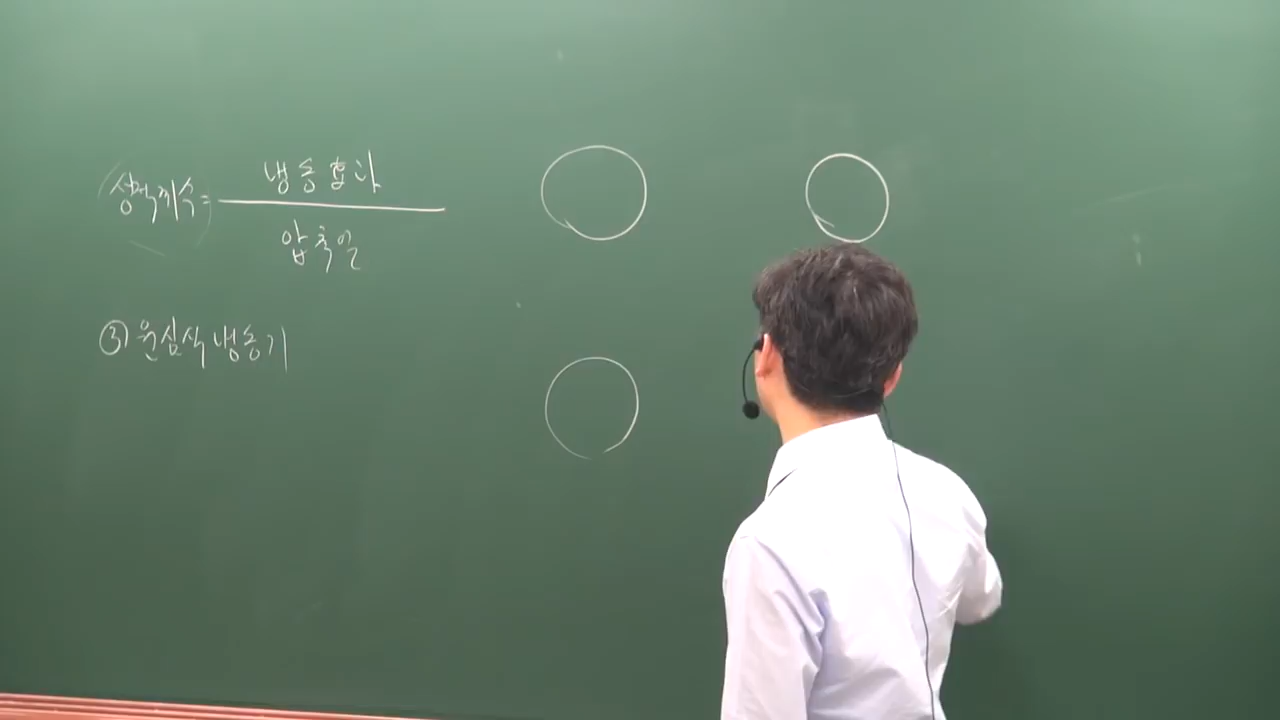 성적계수 = 냉동효과
압축일
③ 원심식 냉동기